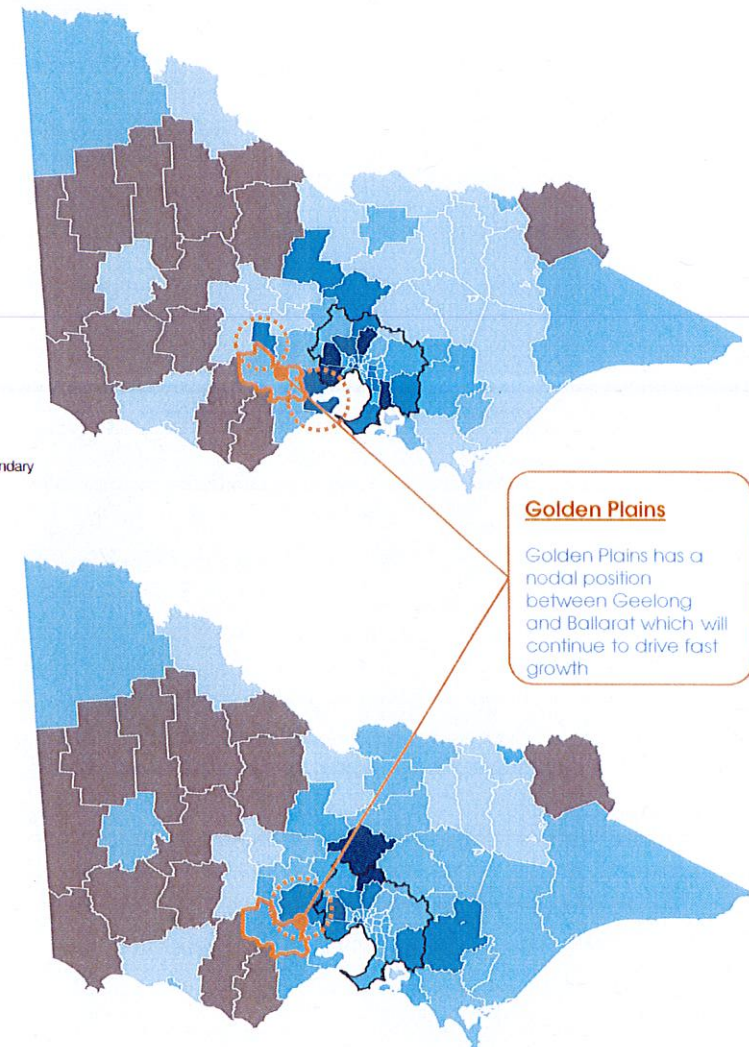 ndary
Golden Plains
Golden Plains has a
nodal position
between Geelong
and Ballarat which will
continue to drive fast
growth